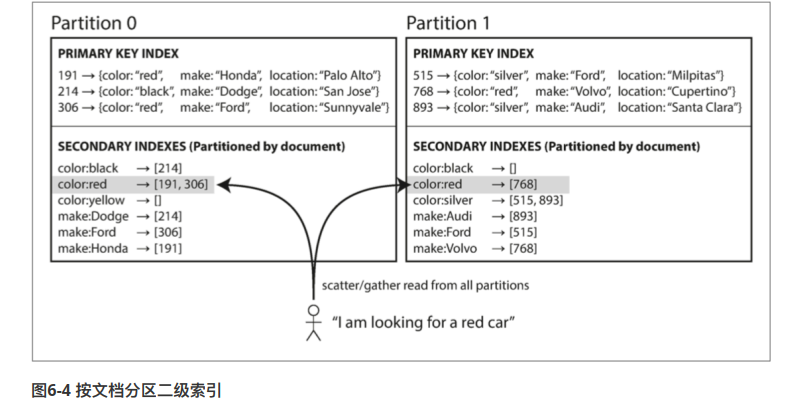 Partition 0
PRIMARY KEY INDEX
191 → {color:“red”, make:“Honda”, location:“Palo Alto”}
214 → {color:“black”, make:“Dodge”, location:“San Jose”}
306 → {color:“red”, make:“Ford”, location:“Sunnyvale”}
SECONDARY INDEXES (Partitioned by document)
color:black → [214]
color:red → [191, 306]
color:yellow → []
make:Dodge → [214]
make:Ford → [306]
make:Honda → [191]
Partition 1
PRIMARY KEY INDEX
515 → {color:“silver”, make:“Ford”, location:“Milpitas”}
768 → {color:“red”, make:“Volvo”, location:“Cupertino”}
893 → {color:“silver”, make:“Audi”, location:“Santa Clara”}
SECONDARY INDEXES (Partitioned by document)
color:black → []
color:red → [768]
color:silver → [515, 893]
make:Audi → [893]
make:Ford → [515]
make:Volvo → [768]
scatter/gather read from all partitions
“I am looking for a red car”
图6-4 按文档分区二级索引